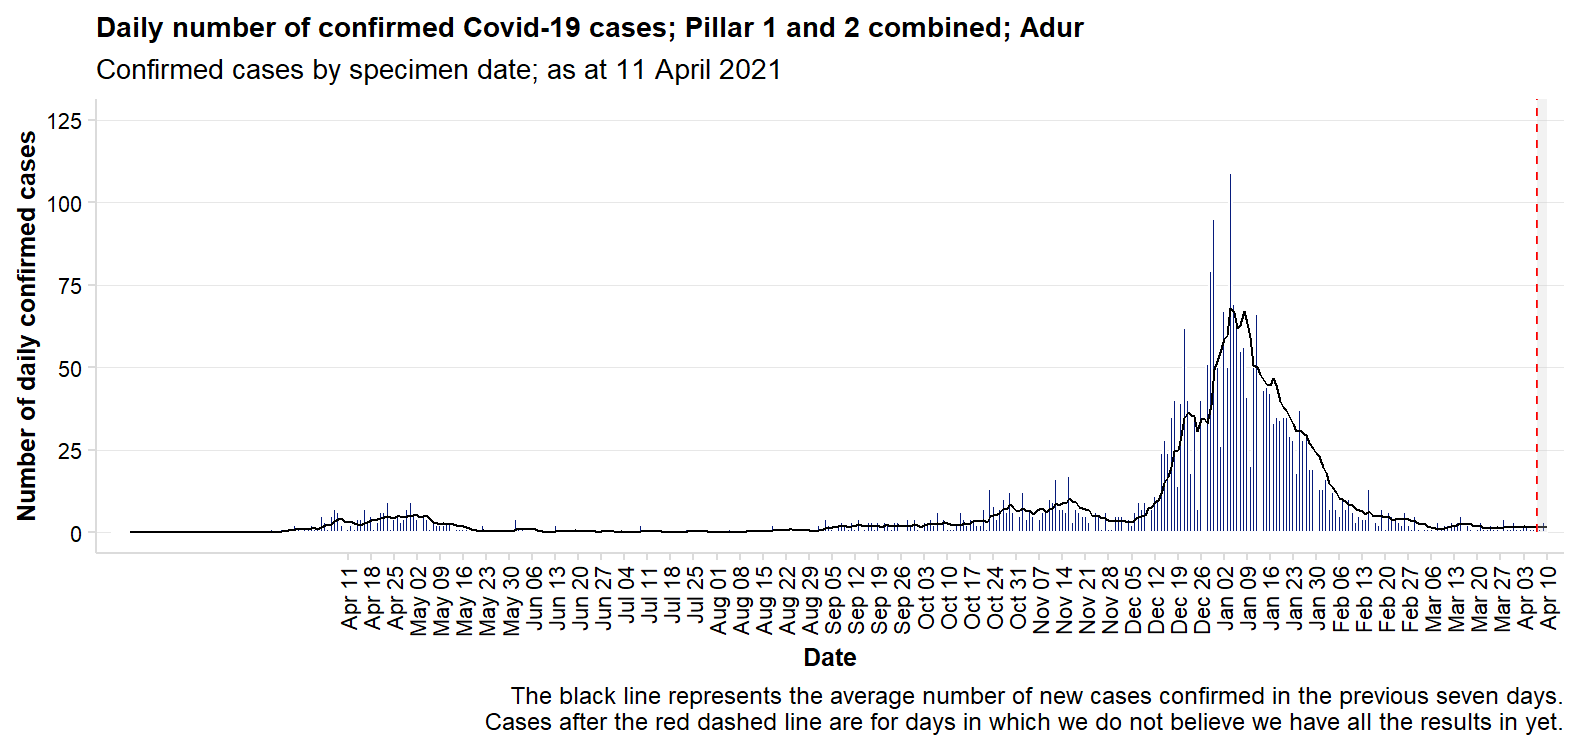 Daily number of confirmed Covid-19 cases; Pillar 1 and 2 combined; Adur
Confirmed cases by specimen date; as at 11 April 2021
Number of daily confirmed cases
125
100
75
50
25
0
Apr 11
Apr 18
Apr 25
May 02
May 09
May 16
May 23
May 30
Jun 06
Jun 13
Jun 20
Jun 27
Jul 04
Jul 11
Jul 18
Jul 25
Aug 01
Aug 08
Aug 15
Aug 22
Aug 29
Sep 05
Sep 12
Sep 19
Sep 26
Oct 03
Oct 10
Oct 17
Oct 24
Oct 31
Nov 07
Nov 14
Nov 21
Nov 28
Dec 05
Dec 12
Dec 19
Dec 26
Jan 02
Jan 09
Jan 16
Jan 23
Jan 30
Feb 06
Feb 13
Feb 20
Feb 27
Mar 06
Mar 13
Mar 20
Mar 27
Apr 03
Apr 10
Date
The black line represents the average number of new cases confirmed in the previous seven days.
Cases after the red dashed line are for days in which we do not believe we have all the results in yet.